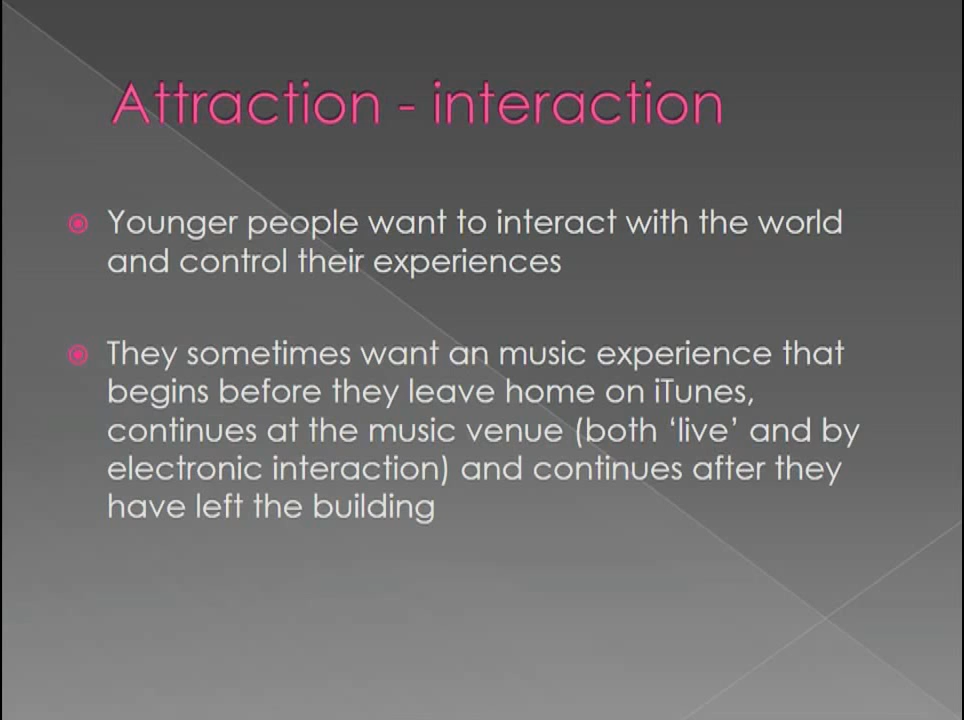 Attraction - interaction
Younger people want to interact with the world
and control their experiences
They sometimes want an music experience that
begins before they leave home on iTunes,
continues at the music venue (both ‘live’ and by
electronic interaction) and continues after they
have left the building